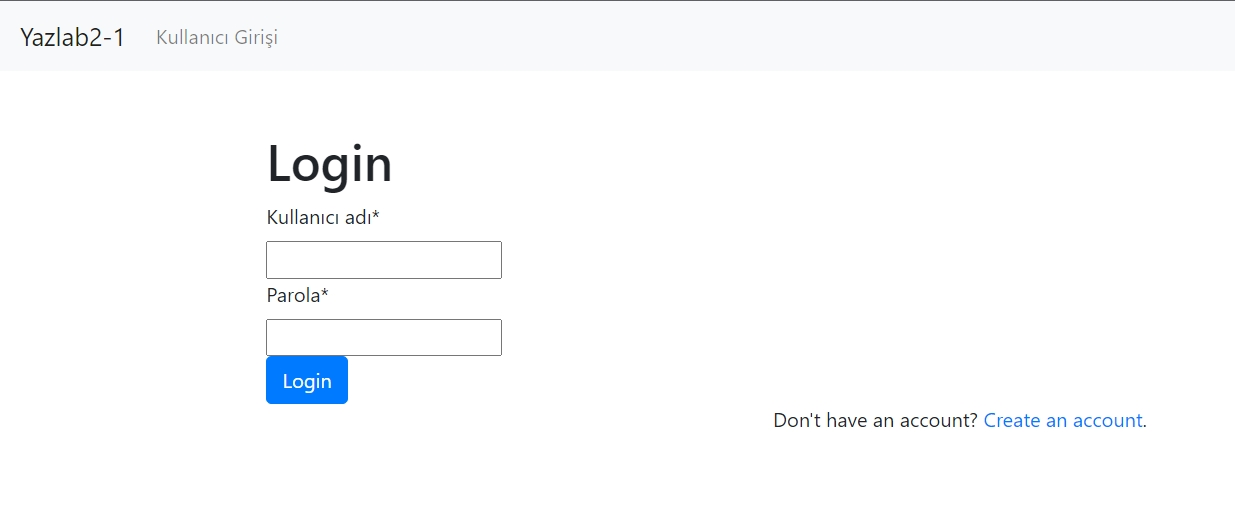 Yazlab2-1 Kullanıcı Girişi
Login
Kullanıcı adı*
Parola*
Login
Don't have an account? Create an account.